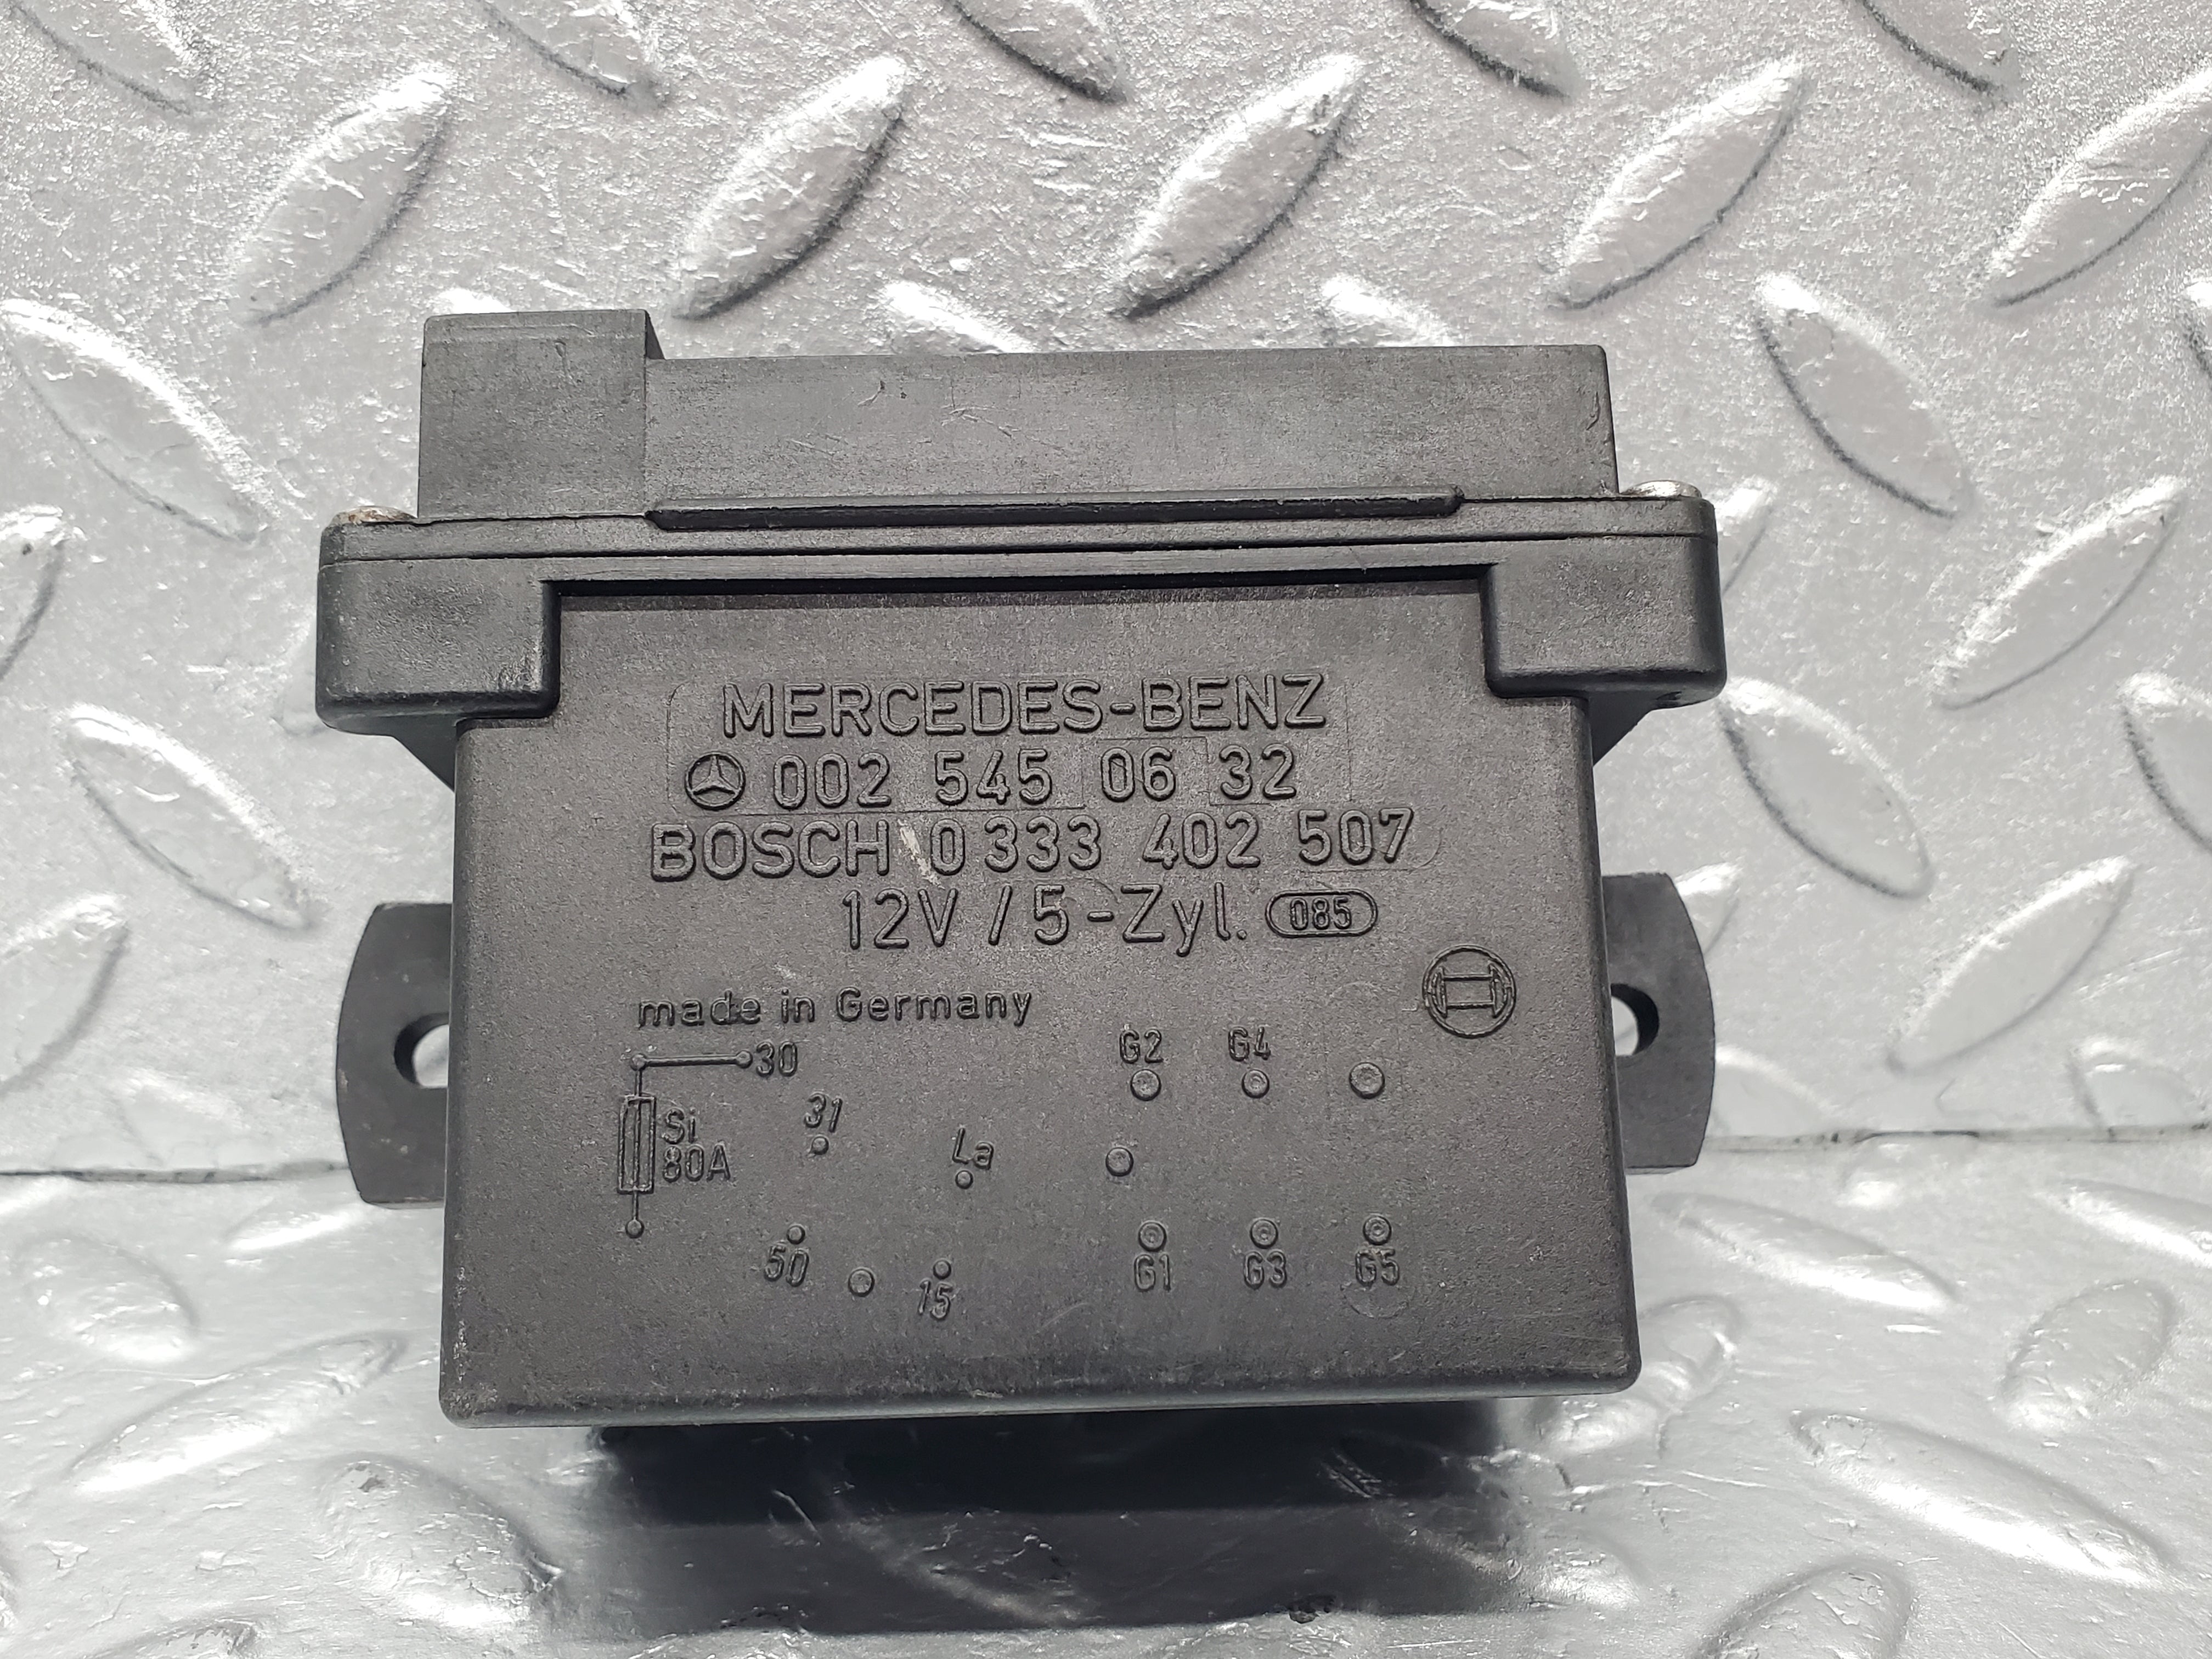 MERCEDES-BENZ
002 545 06 32
BOSCH 0 333 402 507
12V / 5-Zyl. 085
made in Germany
30
Si
80A
31
La
50
15
G2 G4
G1 G3 G5